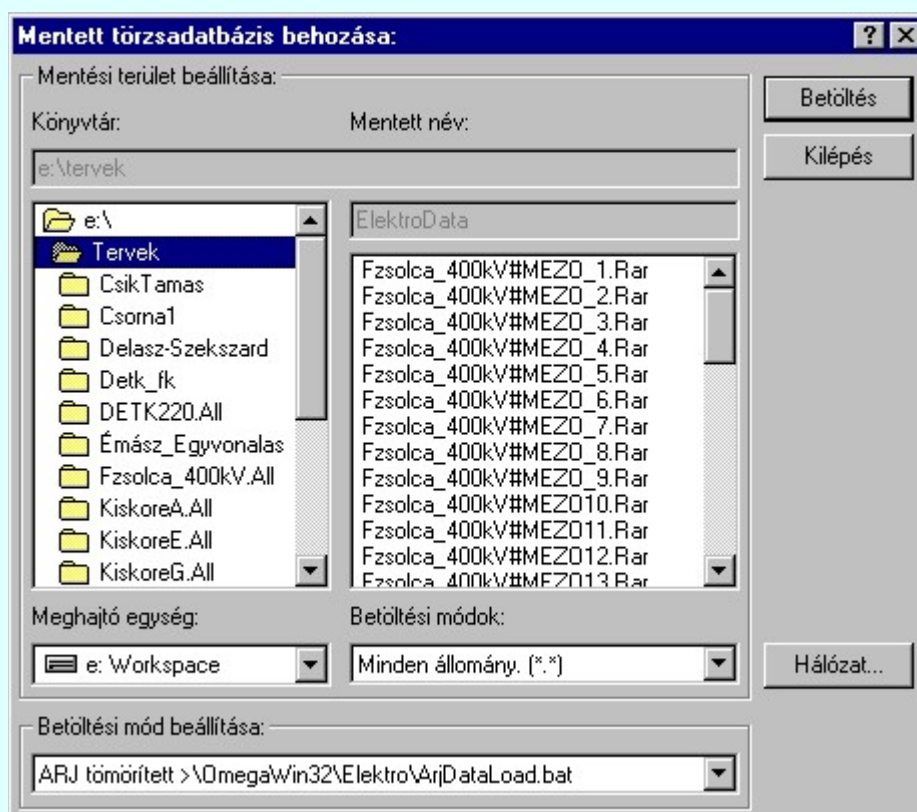 Mentett törzsadatbázis behozása:
Mentési terület beállítása:
Könyvtár:
Mentett név:
e:\tervek
e:\
Tervek
CsikTamas
Csorna1
Delasz-Szekszard
Detk_fk
DETK220.All
Émász_Egyvonalas
Fzsolca_400kV.All
KiskoreA.All
KiskoreE.All
KiskoreG.All
ElektroData
Fzsolca_400kV#MEZO_1.Rar
Fzsolca_400kV#MEZO_2.Rar
Fzsolca_400kV#MEZO_3.Rar
Fzsolca_400kV#MEZO_4.Rar
Fzsolca_400kV#MEZO_5.Rar
Fzsolca_400kV#MEZO_6.Rar
Fzsolca_400kV#MEZO_7.Rar
Fzsolca_400kV#MEZO_8.Rar
Fzsolca_400kV#MEZO_9.Rar
Fzsolca_400kV#MEZO10.Rar
Fzsolca_400kV#MEZO11.Rar
Fzsolca_400kV#MEZO12.Rar
Fzsolca_400kV#MEZO13.Rar
Meghajtó egység:
e: Workspace
Betöltési módok:
Minden állomány. (*.*)
Betöltési mód beállítása:
ARJ tömörített >\OmegaWin32\Elektro\ArjDataLoad.bat
Betöltés
Kilépés
Hálózat...